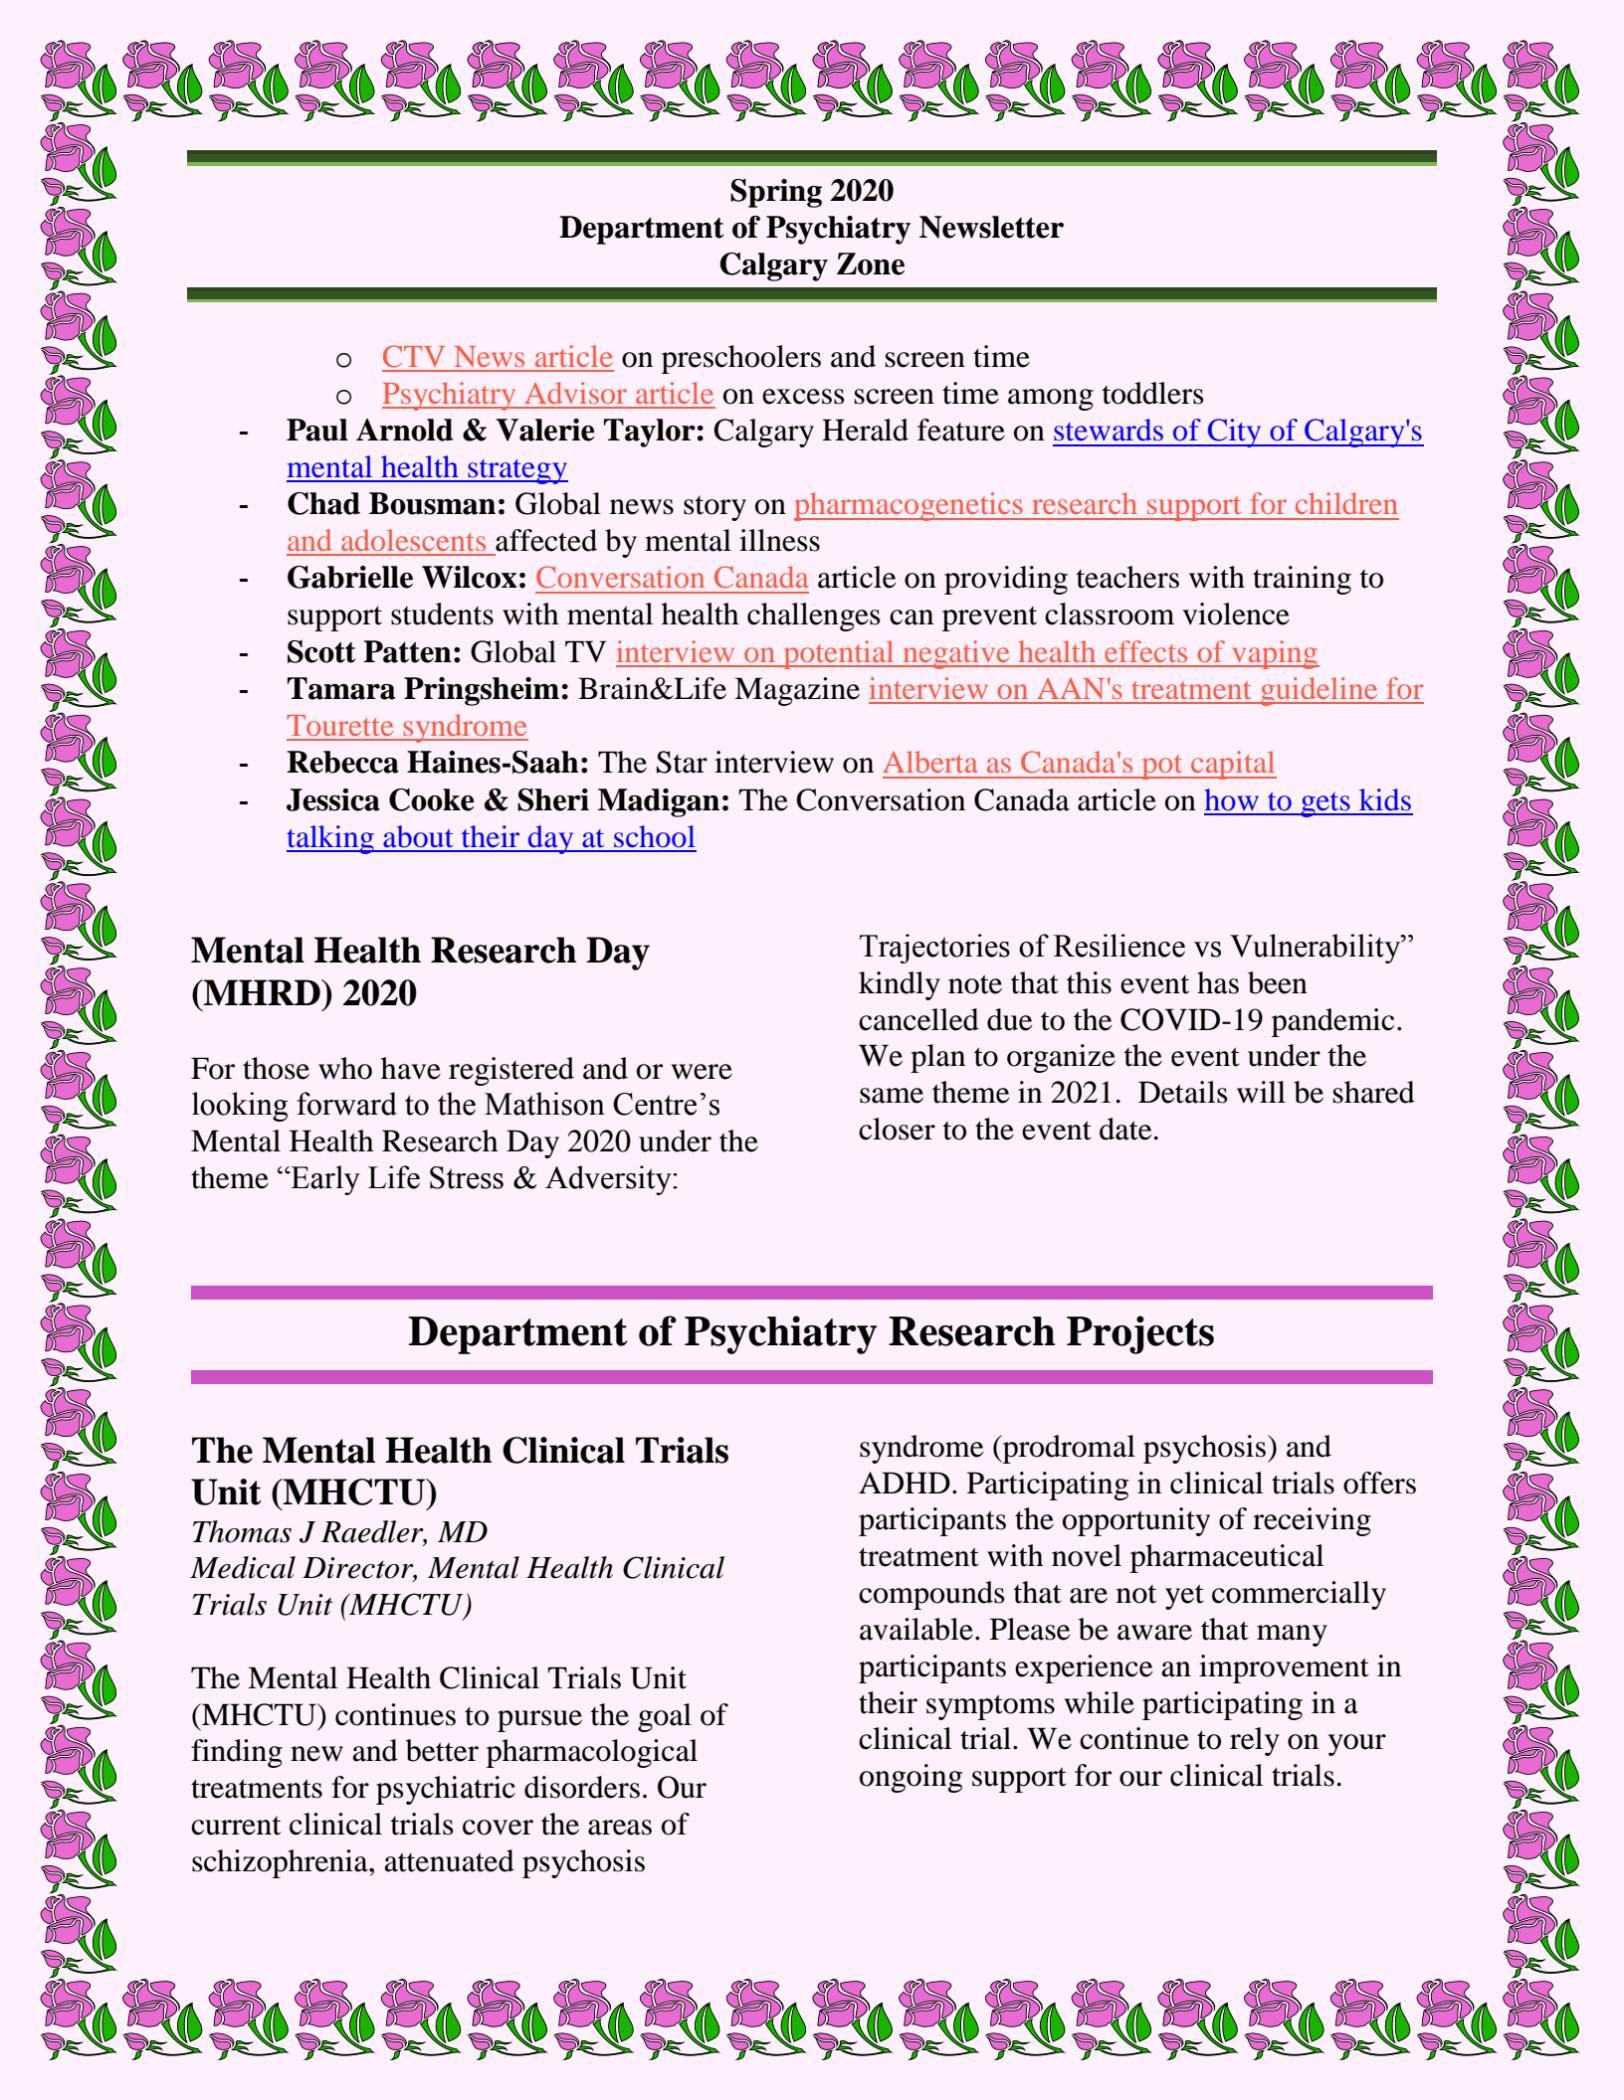 Spring 2020
Department of Psychiatry Newsletter
Calgary Zone
o CTV News article on preschoolers and screen time
o Psychiatry Advisor article on excess screen time among toddlers
- Paul Arnold & Valerie Taylor: Calgary Herald feature on stewards of City of Calgary's
mental health strategy
- Chad Bousman: Global news story on pharmacogenetics research support for children
and adolescents affected by mental illness
- Gabrielle Wilcox: Conversation Canada article on providing teachers with training to
support students with mental health challenges can prevent classroom violence
- Scott Patten: Global TV interview on potential negative health effects of vaping
- Tamara Pringsheim: Brain&Life Magazine interview on AAN's treatment guideline for
Tourette syndrome
- Rebecca Haines-Saah: The Star interview on Alberta as Canada's pot capital
- Jessica Cooke & Sheri Madigan: The Conversation Canada article on how to gets kids
talking about their day at school
Mental Health Research Day
(MHRD) 2020
For those who have registered and or were
looking forward to the Mathison Centre’s
Mental Health Research Day 2020 under the
theme “Early Life Stress & Adversity:
Trajectories of Resilience vs Vulnerability”
kindly note that this event has been
cancelled due to the COVID-19 pandemic.
We plan to organize the event under the
same theme in 2021.  Details will be shared
closer to the event date.
Department of Psychiatry Research Projects
The Mental Health Clinical Trials
Unit (MHCTU)
Thomas J Raedler, MD
Medical Director, Mental Health Clinical
Trials Unit (MHCTU)
The Mental Health Clinical Trials Unit
(MHCTU) continues to pursue the goal of
finding new and better pharmacological
treatments for psychiatric disorders. Our
current clinical trials cover the areas of
schizophrenia, attenuated psychosis
syndrome (prodromal psychosis) and
ADHD. Participating in clinical trials offers
participants the opportunity of receiving
treatment with novel pharmaceutical
compounds that are not yet commercially
available. Please be aware that many
participants experience an improvement in
their symptoms while participating in a
clinical trial. We continue to rely on your
ongoing support for our clinical trials.